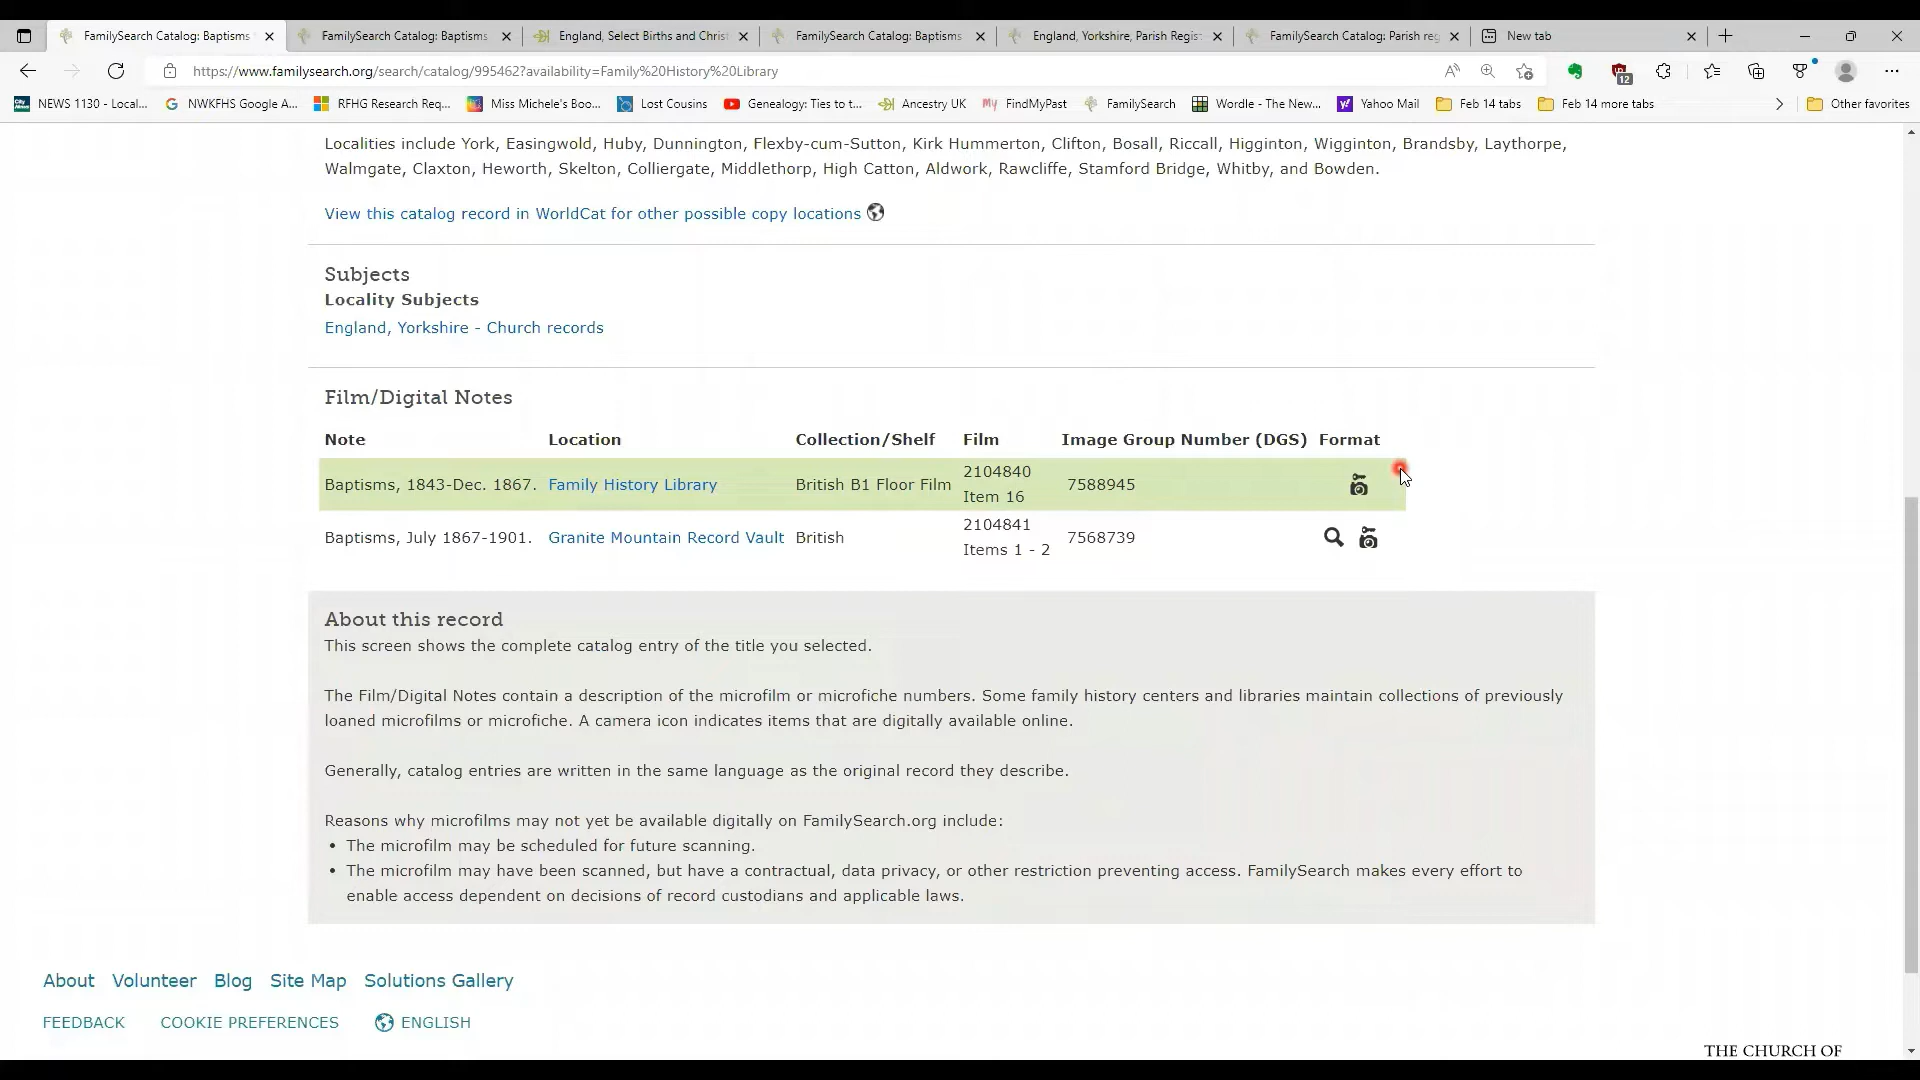 FamilySearch Catalog: Baptisms
FamilySearch Catalog: Baptisms
England, Select Births and Christ
FamilySearch Catalog: Baptisms
England, Yorkshire, Parish Regist
FamilySearch Catalog: Parish reg
New tab
https://www.familysearch.org/search/catalog/995462?availability=Family%20History%20Library
12
NEWS 1130 - Local...
NWKFHS Google A...
RFHG Research Req...
Miss Michele's Boo...
Lost Cousins
Genealogy: Ties to t...
Ancestry UK
FindMyPast
FamilySearch
Wordle - The New...
Yahoo Mail
Feb 14 tabs
Feb 14 more tabs
Other favorites
Localities include York, Easingwold, Huby, Dunnington, Flexby-cum-Sutton, Kirk Hummerton, Clifton, Bosall, Riccall, Higginton, Wigginton, Brandsby, Laythorpe,
Walmgate, Claxton, Heworth, Skelton, Colliergate, Middlethorp, High Catton, Aldwork, Rawcliffe, Stamford Bridge, Whitby, and Bowden.
View this catalog record in WorldCat for other possible copy locations
Subjects
Locality Subjects
England, Yorkshire - Church records
Film/Digital Notes
Note Location Collection/Shelf Film Image Group Number (DGS) Format
Baptisms, 1843-Dec. 1867. Family History Library British B1 Floor Film 2104840 Item 16 7588945
Baptisms, July 1867-1901. Granite Mountain Record Vault British 2104841 Items 1 - 2 7568739
About this record
This screen shows the complete catalog entry of the title you selected.
The Film/Digital Notes contain a description of the microfilm or microfiche numbers. Some family history centers and libraries maintain collections of previously
loaned microfilms or microfiche. A camera icon indicates items that are digitally available online.
Generally, catalog entries are written in the same language as the original record they describe.
Reasons why microfilms may not yet be available digitally on FamilySearch.org include:
• The microfilm may be scheduled for future scanning.
• The microfilm may have been scanned, but have a contractual, data privacy, or other restriction preventing access. FamilySearch makes every effort to
enable access dependent on decisions of record custodians and applicable laws.
About Volunteer Blog Site Map Solutions Gallery
FEEDBACK COOKIE PREFERENCES ENGLISH
THE CHURCH OF